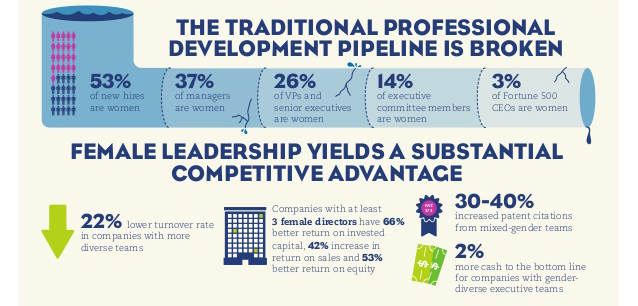 THE TRADITIONAL PROFESSIONAL
DEVELOPMENT PIPELINE IS BROKEN
53%
of new hires
are women
37%
of managers
are women
26%
of VPs and
senior executives
are women
14%
of executive
committee members
are women
3%
of Fortune 500
CEOs are women
FEMALE LEADERSHIP YIELDS A SUBSTANTIAL
COMPETITIVE ADVANTAGE
22% lower turnover rate
in companies with more
diverse teams
Companies with at least
3 female directors have 66%
better return on invested
capital, 42% increase in
return on sales and 53%
better return on equity
30-40%
increased patent citations
from mixed-gender teams
2%
more cash to the bottom line
for companies with gender-
diverse executive teams